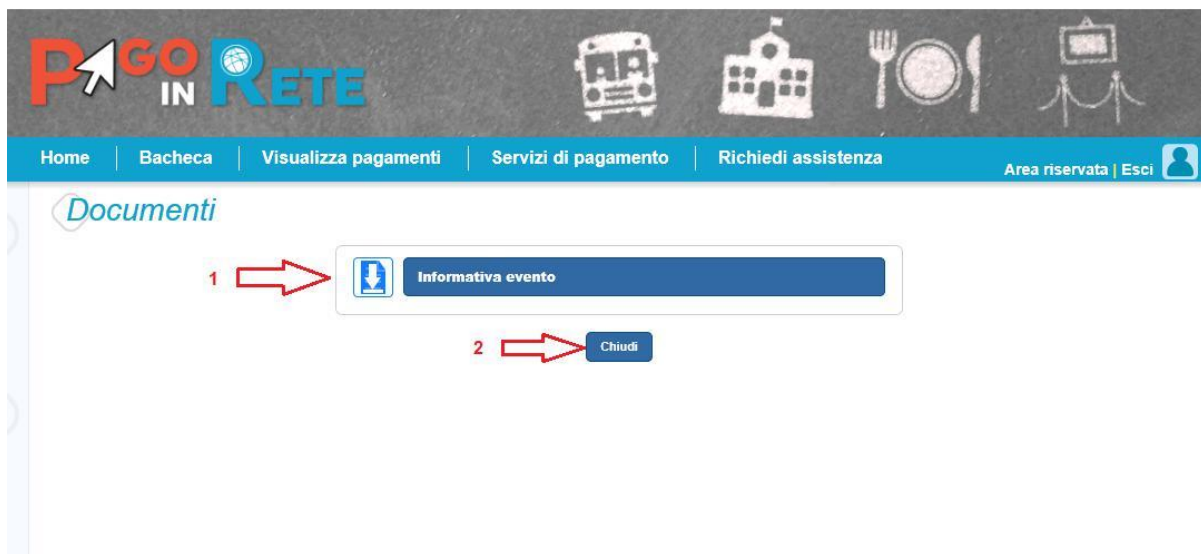 PAGO
IN RETE
Home Bacheca Visualizza pagamenti Servizi di pagamento Richiedi assistenza Area riservata | Esci
Documenti
1 Informativa evento
2 Chiudi